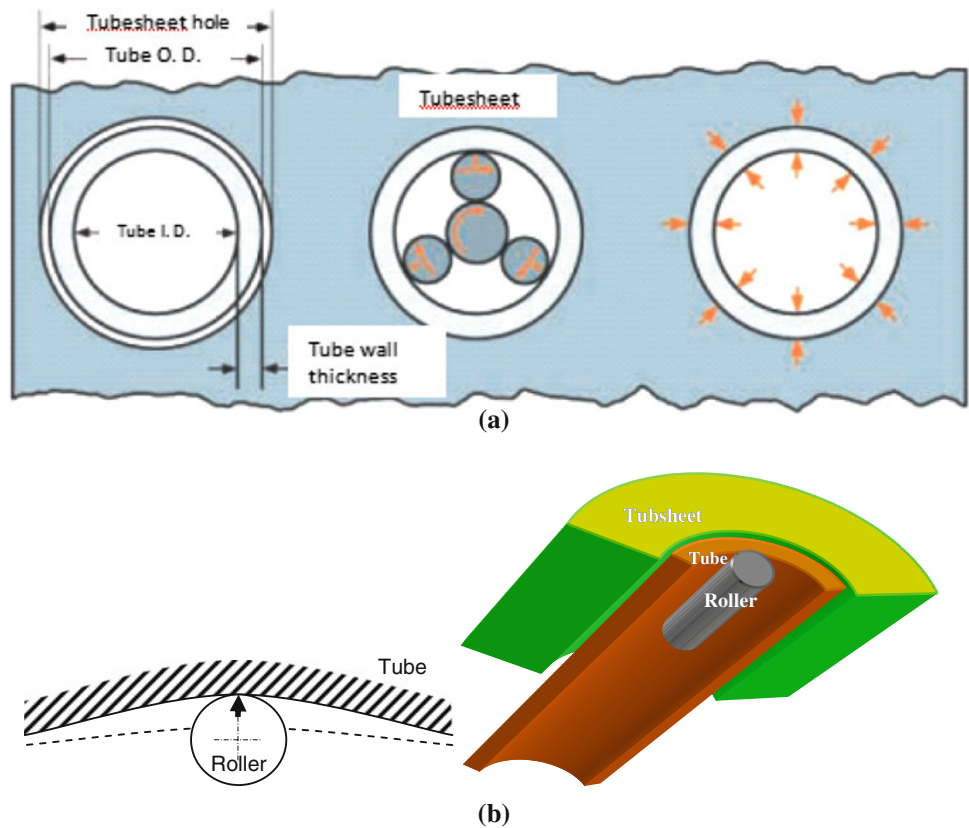 Tubesheet hole
Tube O. D.
Tubesheet
Tube I. D.
Tube wall
thickness
(a)
Tubsheet
Tube
Roller
Tube
Roller
(b)